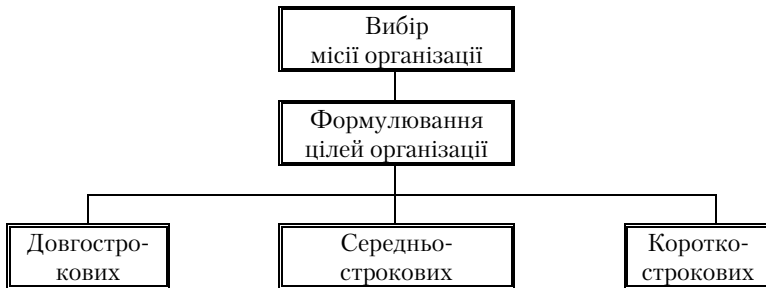 Вибір
місії організації
Формулювання
цілей організації
Довгостро-
кових
Середньо-
строкових
Коротко-
строкових